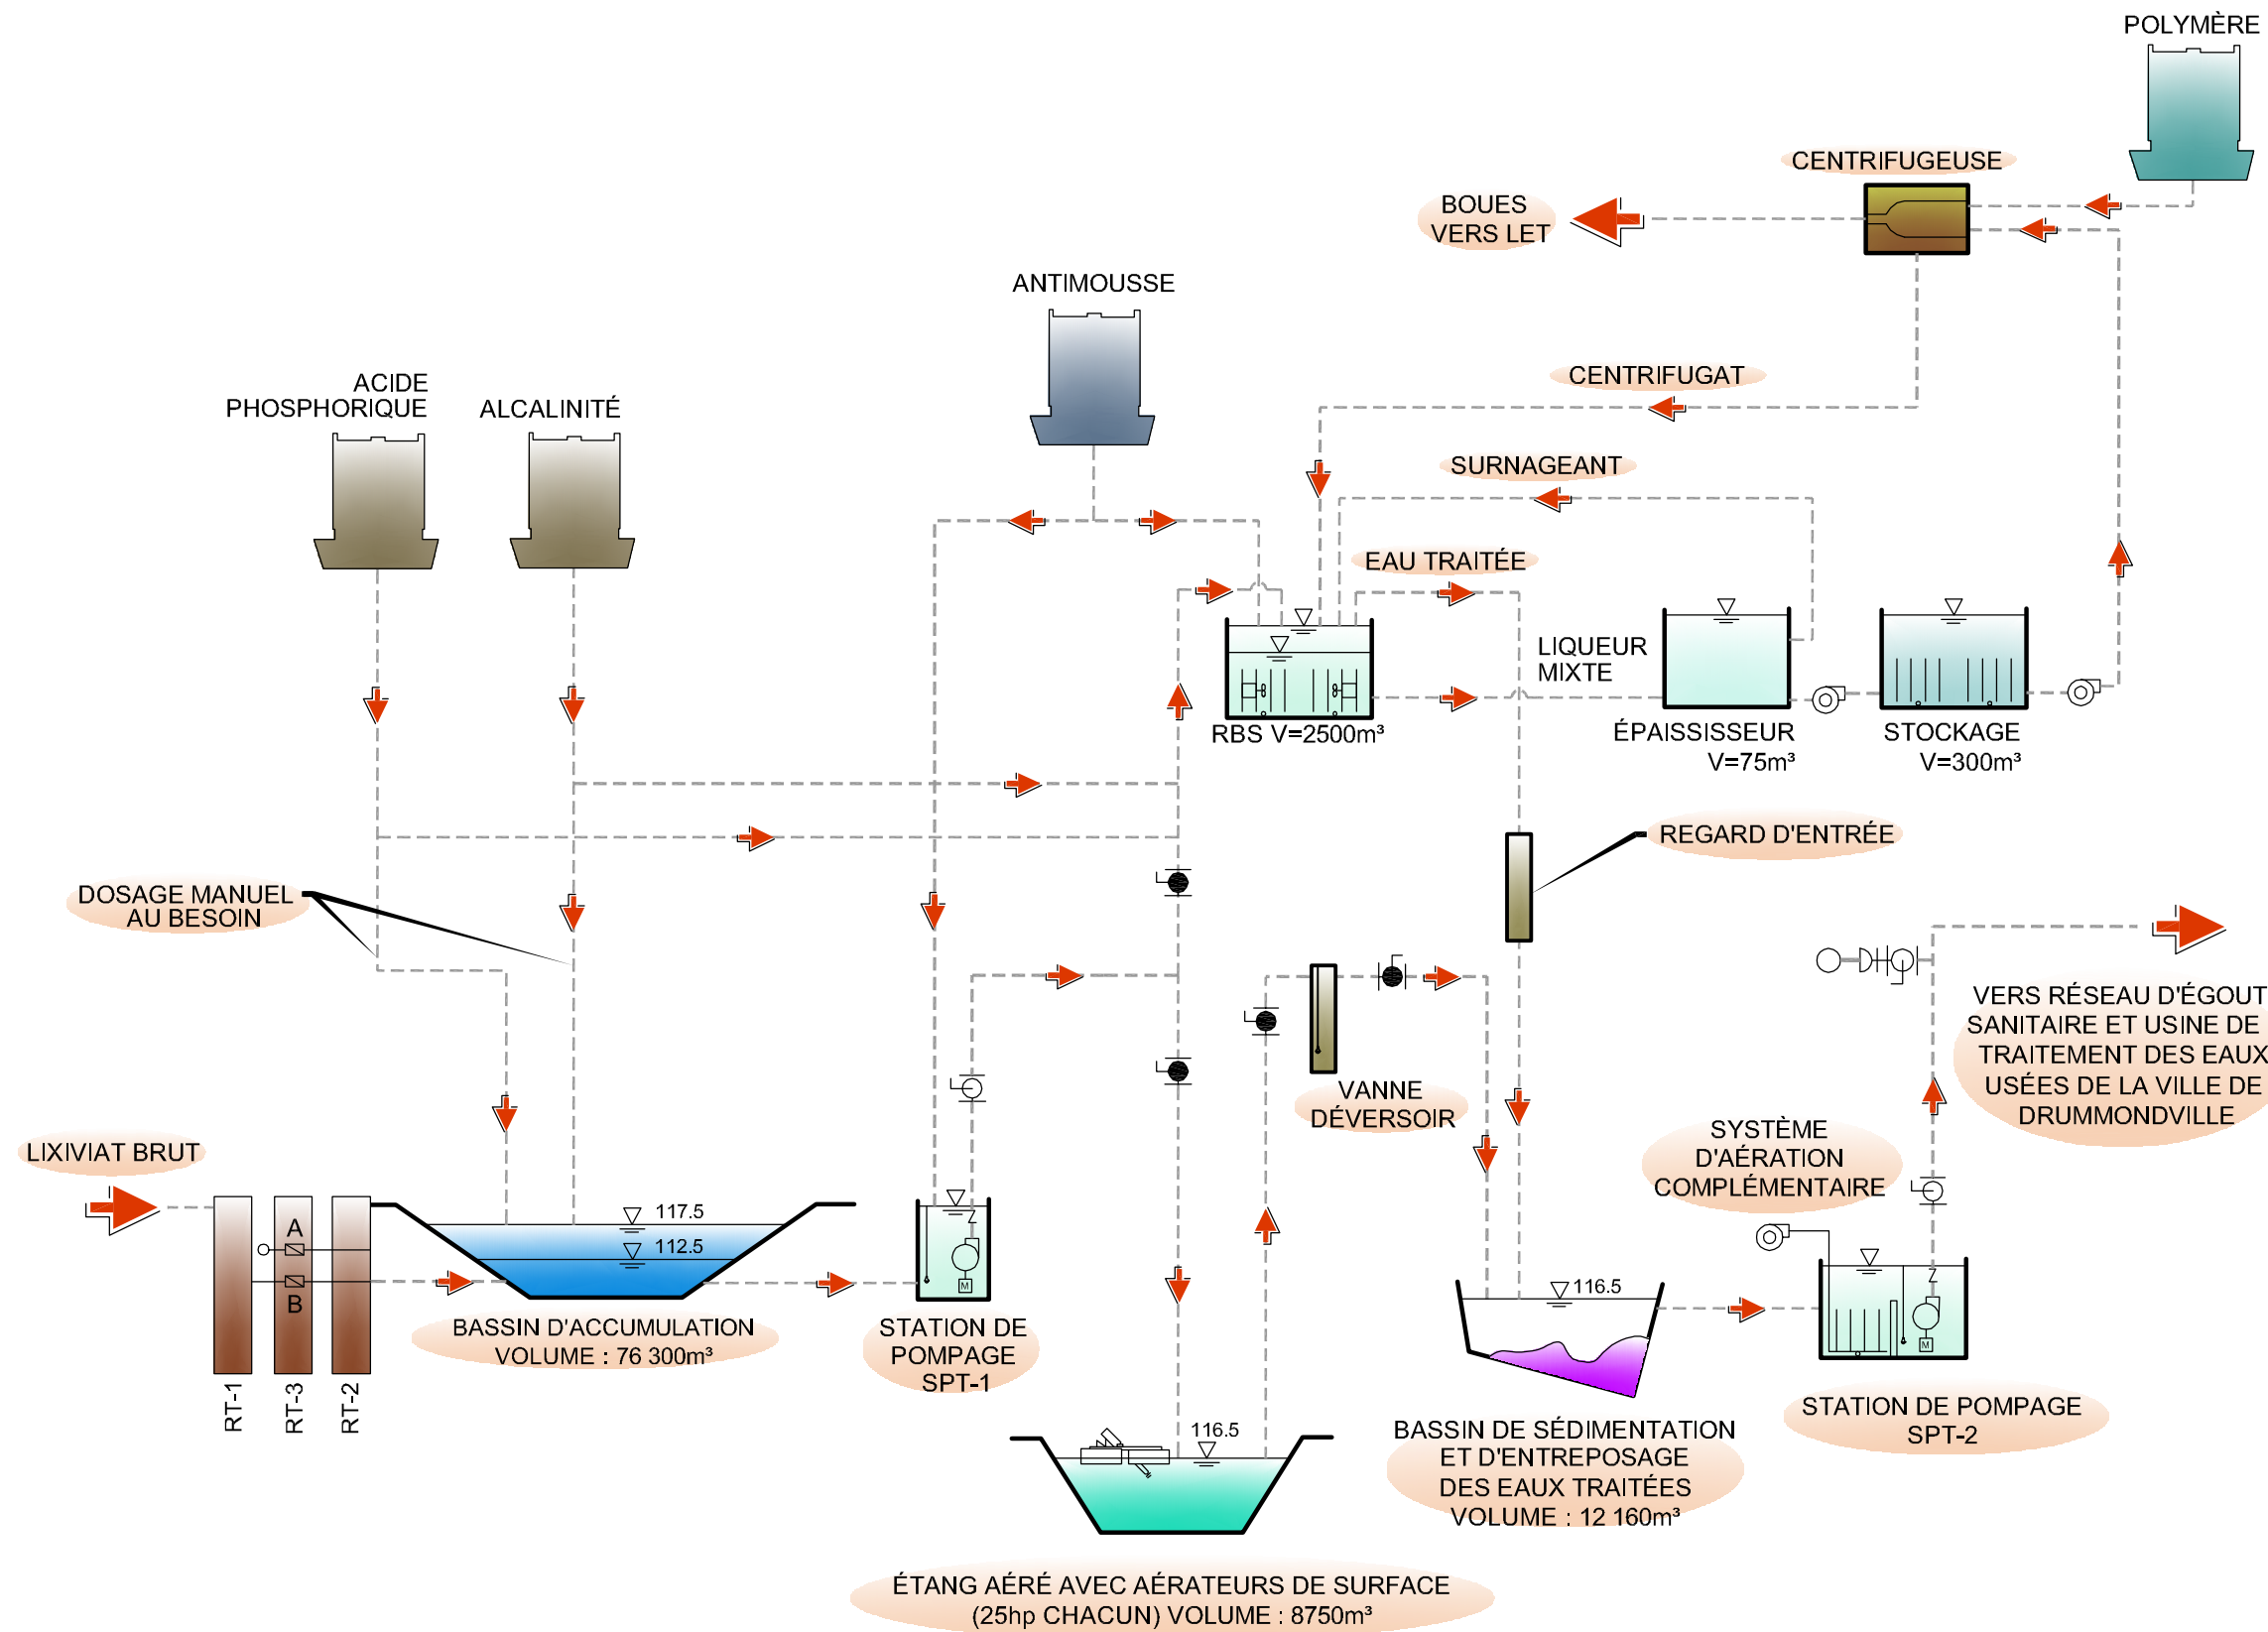 POLYMÈRE
CENTRIFUGEUSE
BOUES
VERS LET
ANTIMOUSSE
CENTRIFUGAT
ACIDE
PHOSPHORIQUE
ALCALINITÉ
SURNAGEANT
EAU TRAITÉE
LIQUEUR
MIXTE
RBS V=2500m³
ÉPAISSISSEUR
V=75m³
STOCKAGE
V=300m³
REGARD D'ENTRÉE
DOSAGE MANUEL
AU BESOIN
VANNE
DÉVERSOIR
VERS RÉSEAU D'ÉGOUT
SANITAIRE ET USINE DE
TRAITEMENT DES EAUX
USÉES DE LA VILLE DE
DRUMMONDVILLE
SYSTÈME
D'AÉRATION
COMPLÉMENTAIRE
LIXIVIAT BRUT
A
B
RT-1
RT-3
RT-2
117.5
112.5
BASSIN D'ACCUMULATION
VOLUME : 76 300m³
M
STATION DE
POMPAGE
SPT-1
116.5
M
STATION DE POMPAGE
SPT-2
BASSIN DE SÉDIMENTATION
ET D'ENTREPOSAGE
DES EAUX TRAITÉES
VOLUME : 12 160m³
116.5
ÉTANG AÉRÉ AVEC AÉRATEURS DE SURFACE
(25hp CHACUN) VOLUME : 8750m³